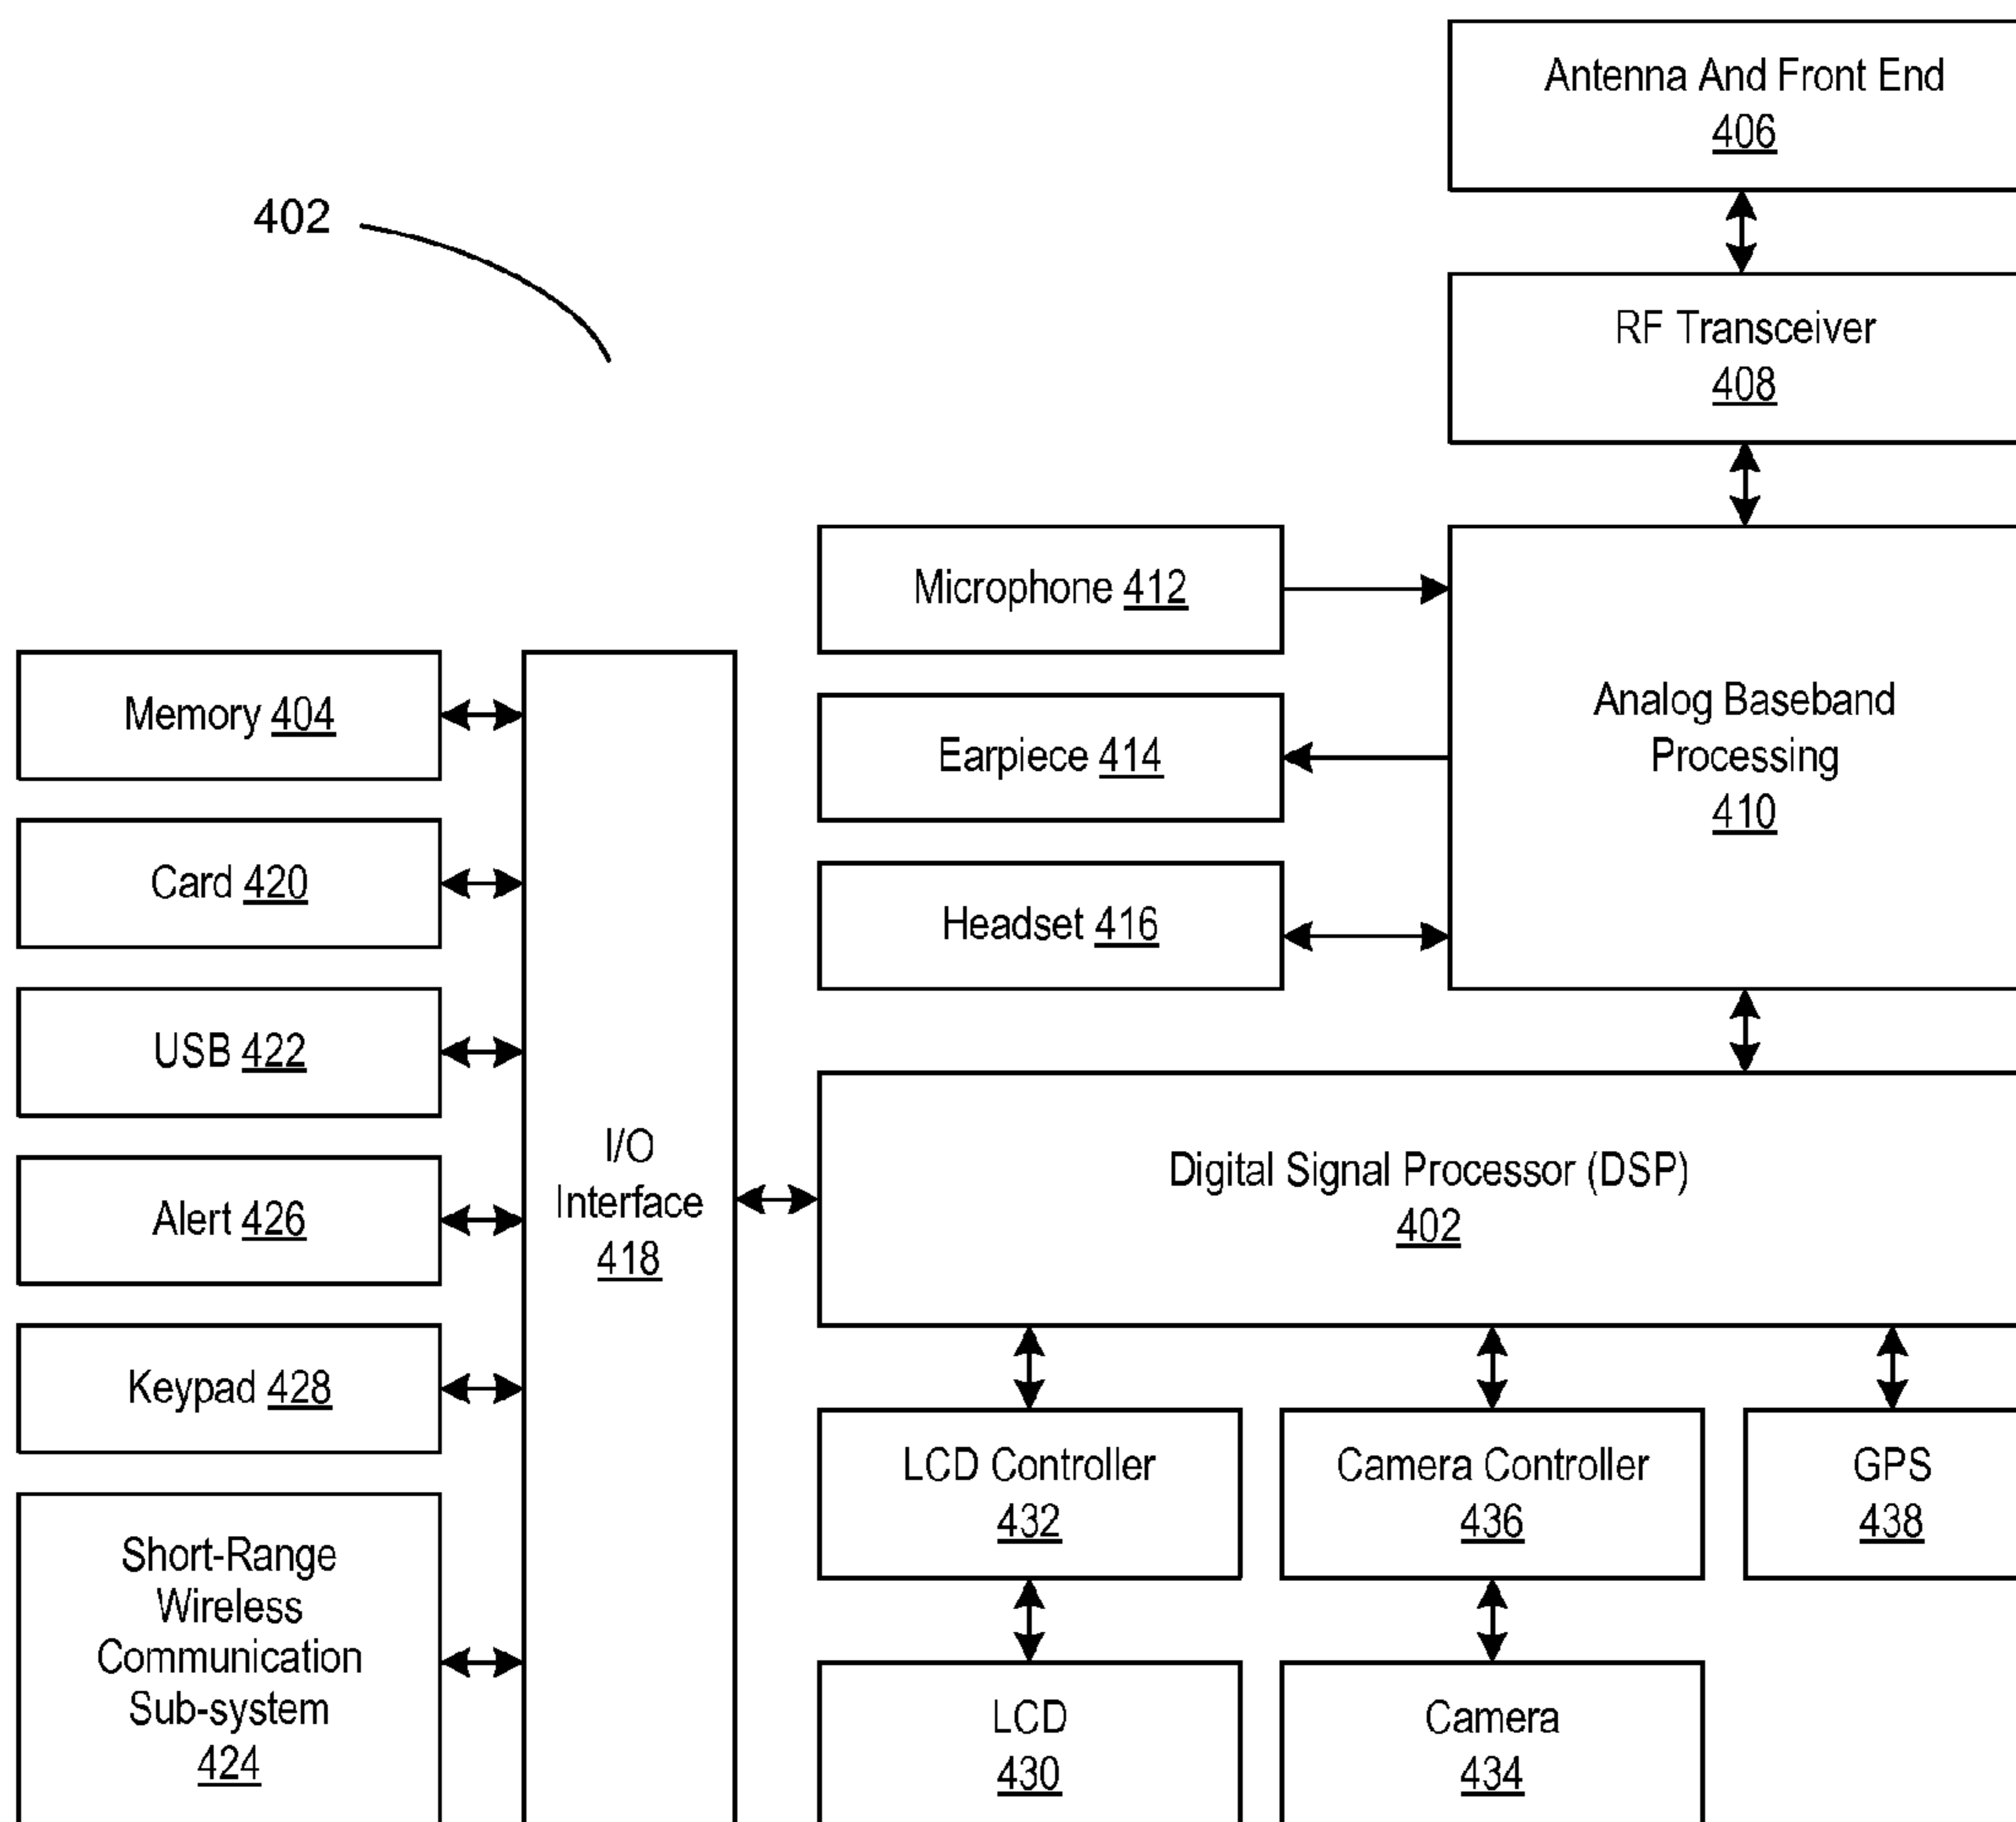 Antenna And Front End
406
402
RF Transceiver
408
Microphone 412
Earpiece 414
Headset 416
Analog Baseband
Processing
410
Memory 404
Card 420
USB 422
Alert 426
Keypad 428
Short-Range
Wireless
Communication
Sub-system
424
I/O
Interface
418
Digital Signal Processor (DSP)
402
LCD Controller
432
Camera Controller
436
GPS
438
LCD
430
Camera
434